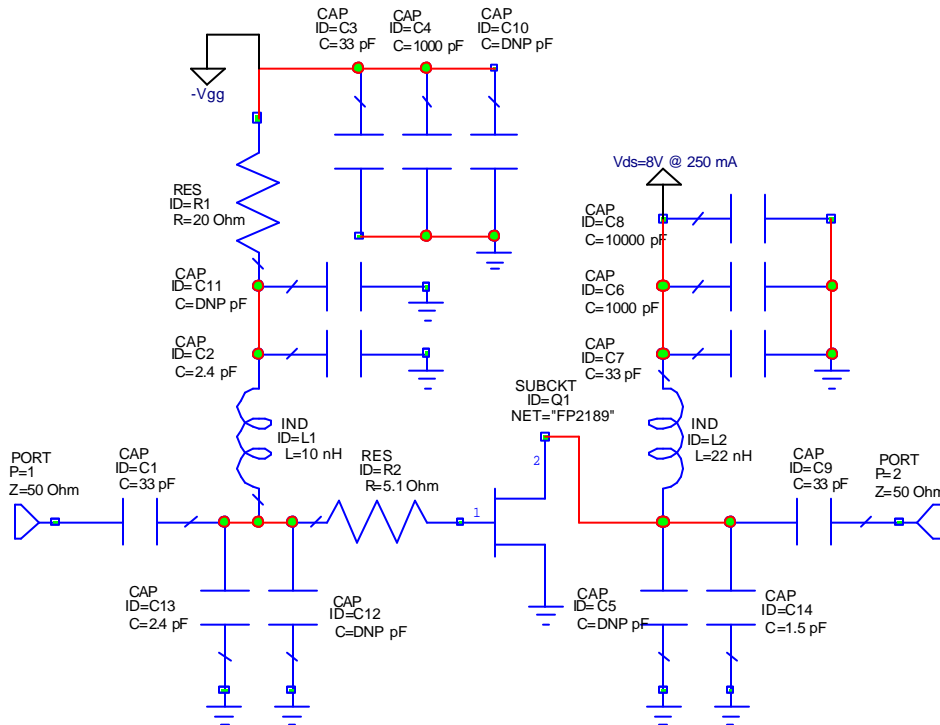 CAP
ID=C3
C=33 pF
CAP
ID=C4
C=1000 pF
CAP
ID=C10
C=DNP pF
-Vgg
Vds=8V @ 250 mA
RES
ID=R1
R=20 Ohm
CAP
ID=C8
C=10000 pF
CAP
ID=C11
C=DNP pF
CAP
ID=C6
C=1000 pF
CAP
ID=C2
C=2.4 pF
CAP
ID=C7
C=33 pF
SUBCKT
ID=Q1
NET="FP2189"
IND
ID=L1
L=10 nH
IND
ID=L2
L=22 nH
PORT
P=1
Z=50 Ohm
CAP
ID=C1
C=33 pF
RES
ID=R2
R=5.1 Ohm
2
1
CAP
ID=C9
C=33 pF
PORT
P=2
Z=50 Ohm
CAP
ID=C13
C=2.4 pF
CAP
ID=C12
C=DNP pF
CAP
ID=C5
C=DNP pF
CAP
ID=C14
C=1.5 pF